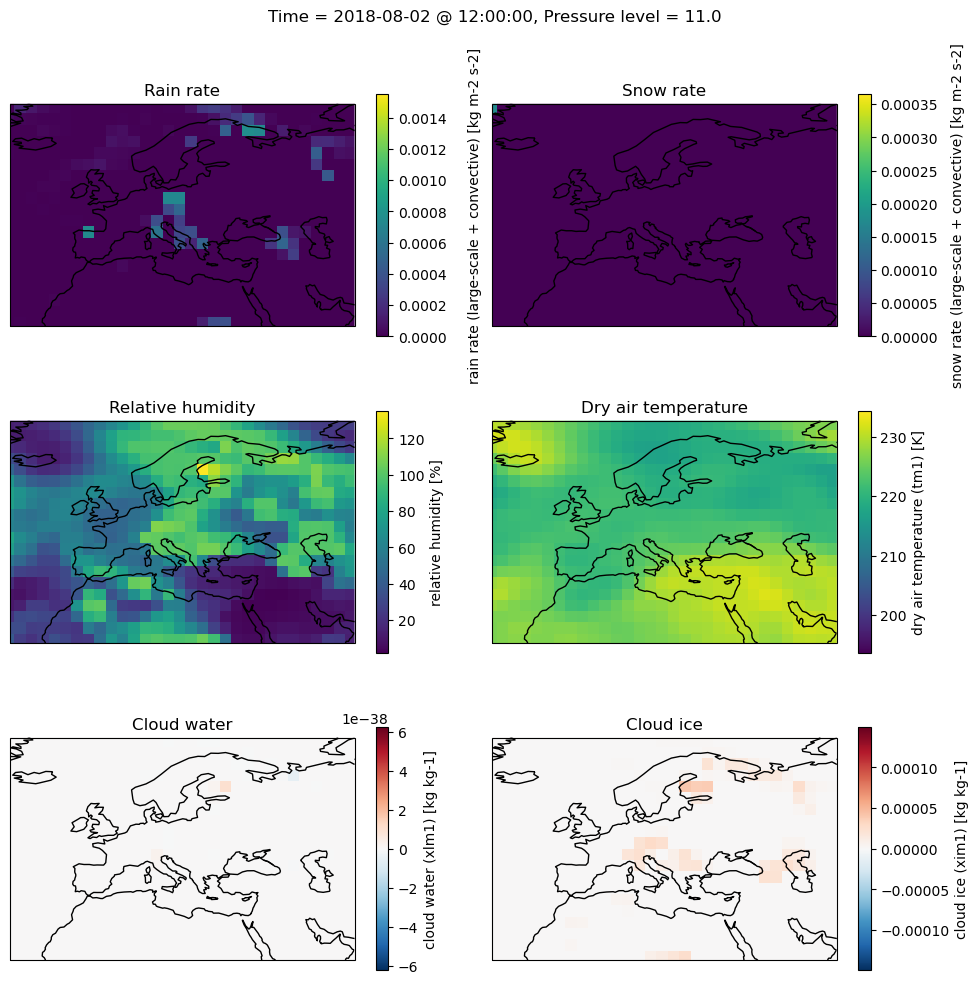 Time = 2018-08-02 @ 12:00:00, Pressure level = 11.0
Rain rate
0.0014
0.0012
0.0010
0.0008
0.0006
0.0004
0.0002
0.0000
rain rate (large-scale + convective) [kg m-2 s-2]
Snow rate
0.00035
0.00030
0.00025
0.00020
0.00015
0.00010
0.00005
0.00000
snow rate (large-scale + convective) [kg m-2 s-2]
Relative humidity
120
100
80
60
40
20
relative humidity [%]
Dry air temperature
230
220
210
200
dry air temperature (tm1) [K]
Cloud water
1e−38
6
4
2
0
−2
−4
−6
cloud water (xlm1) [kg kg-1]
Cloud ice
0.00010
0.00005
0.00000
−0.00005
−0.00010
cloud ice (xim1) [kg kg-1]